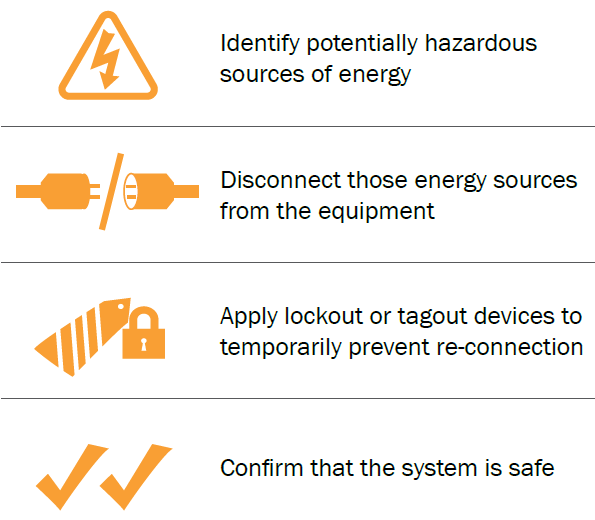 Identify potentially hazardous
sources of energy
Disconnect those energy sources
from the equipment
Apply lockout or tagout devices to
temporarily prevent re-connection
Confirm that the system is safe